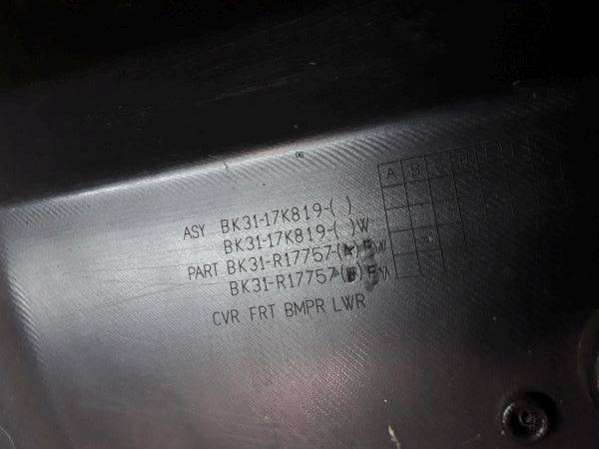 ASY BK31-17K819-( )
BK31-17K819-( )W
PART BK31-R17757-(
BK31-R17757-(
CVR FRT BMPR LWR
A